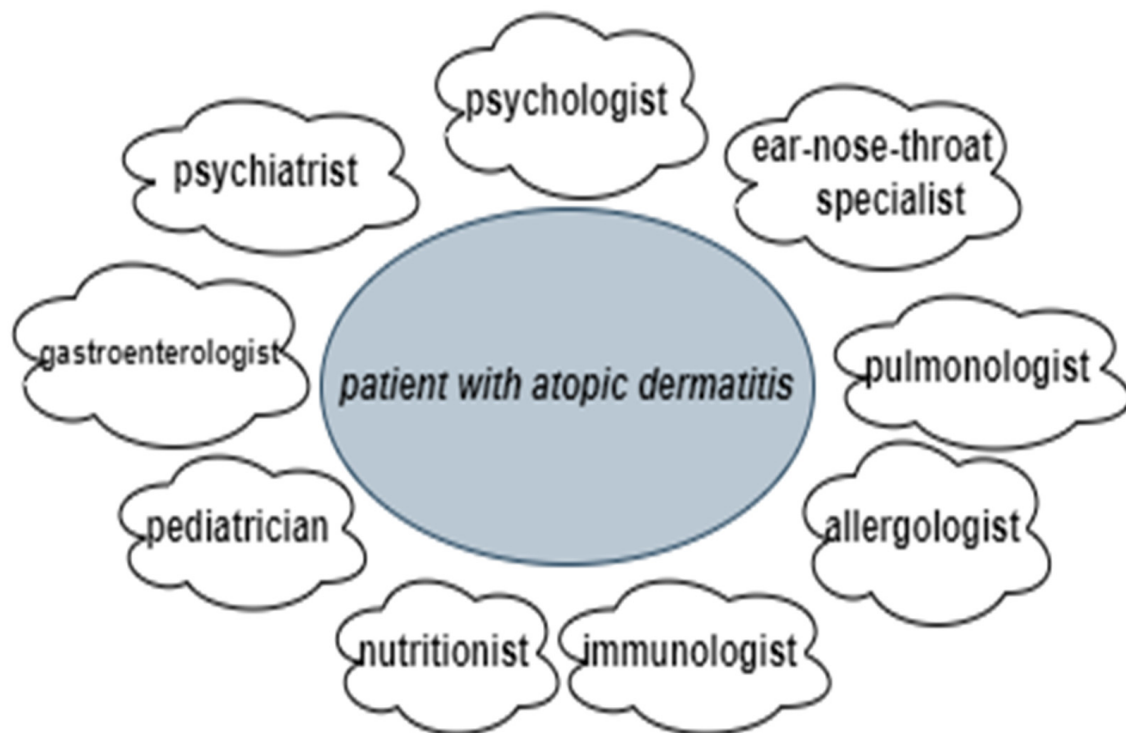 psychologist
ear-nose-throat
specialist
psychiatrist
gastroenterologist
patient with atopic dermatitis
pulmonologist
pediatrician
allergologist
nutritionist
immunologist